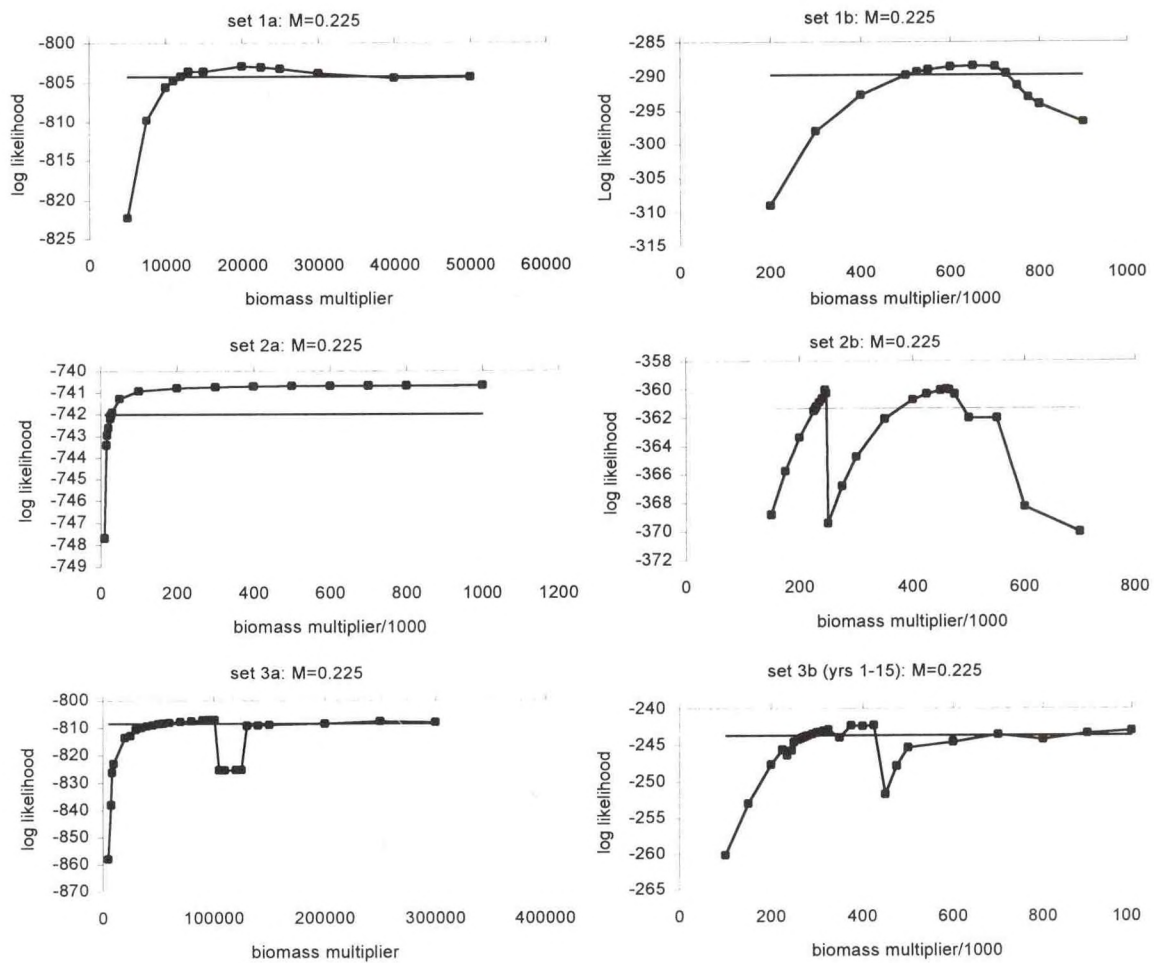 set 1a: M=0.225
-800
-805
-810
-815
-820
-825
log likelihood
0 10000 20000 30000 40000 50000 60000
biomass multiplier
set 1b: M=0.225
-285
-290
-295
-300
-305
-310
-315
Log likelihood
0 200 400 600 800 1000
biomass multiplier/1000
set 2a: M=0.225
-740
-741
-742
-743
-744
-745
-746
-747
-748
-749
log likelihood
0 200 400 600 800 1000 1200
biomass multiplier/1000
set 2b: M=0.225
-358
-360
-362
-364
-366
-368
-370
-372
log likelihood
0 200 400 600 800
biomass multiplier/1000
set 3a: M=0.225
-800
-810
-820
-830
-840
-850
-860
-870
log likelihood
0 100000 200000 300000 400000
biomass multiplier
set 3b (yrs 1-15): M=0.225
-240
-245
-250
-255
-260
-265
log likelihood
0 200 400 600 800 100
biomass multiplier/1000